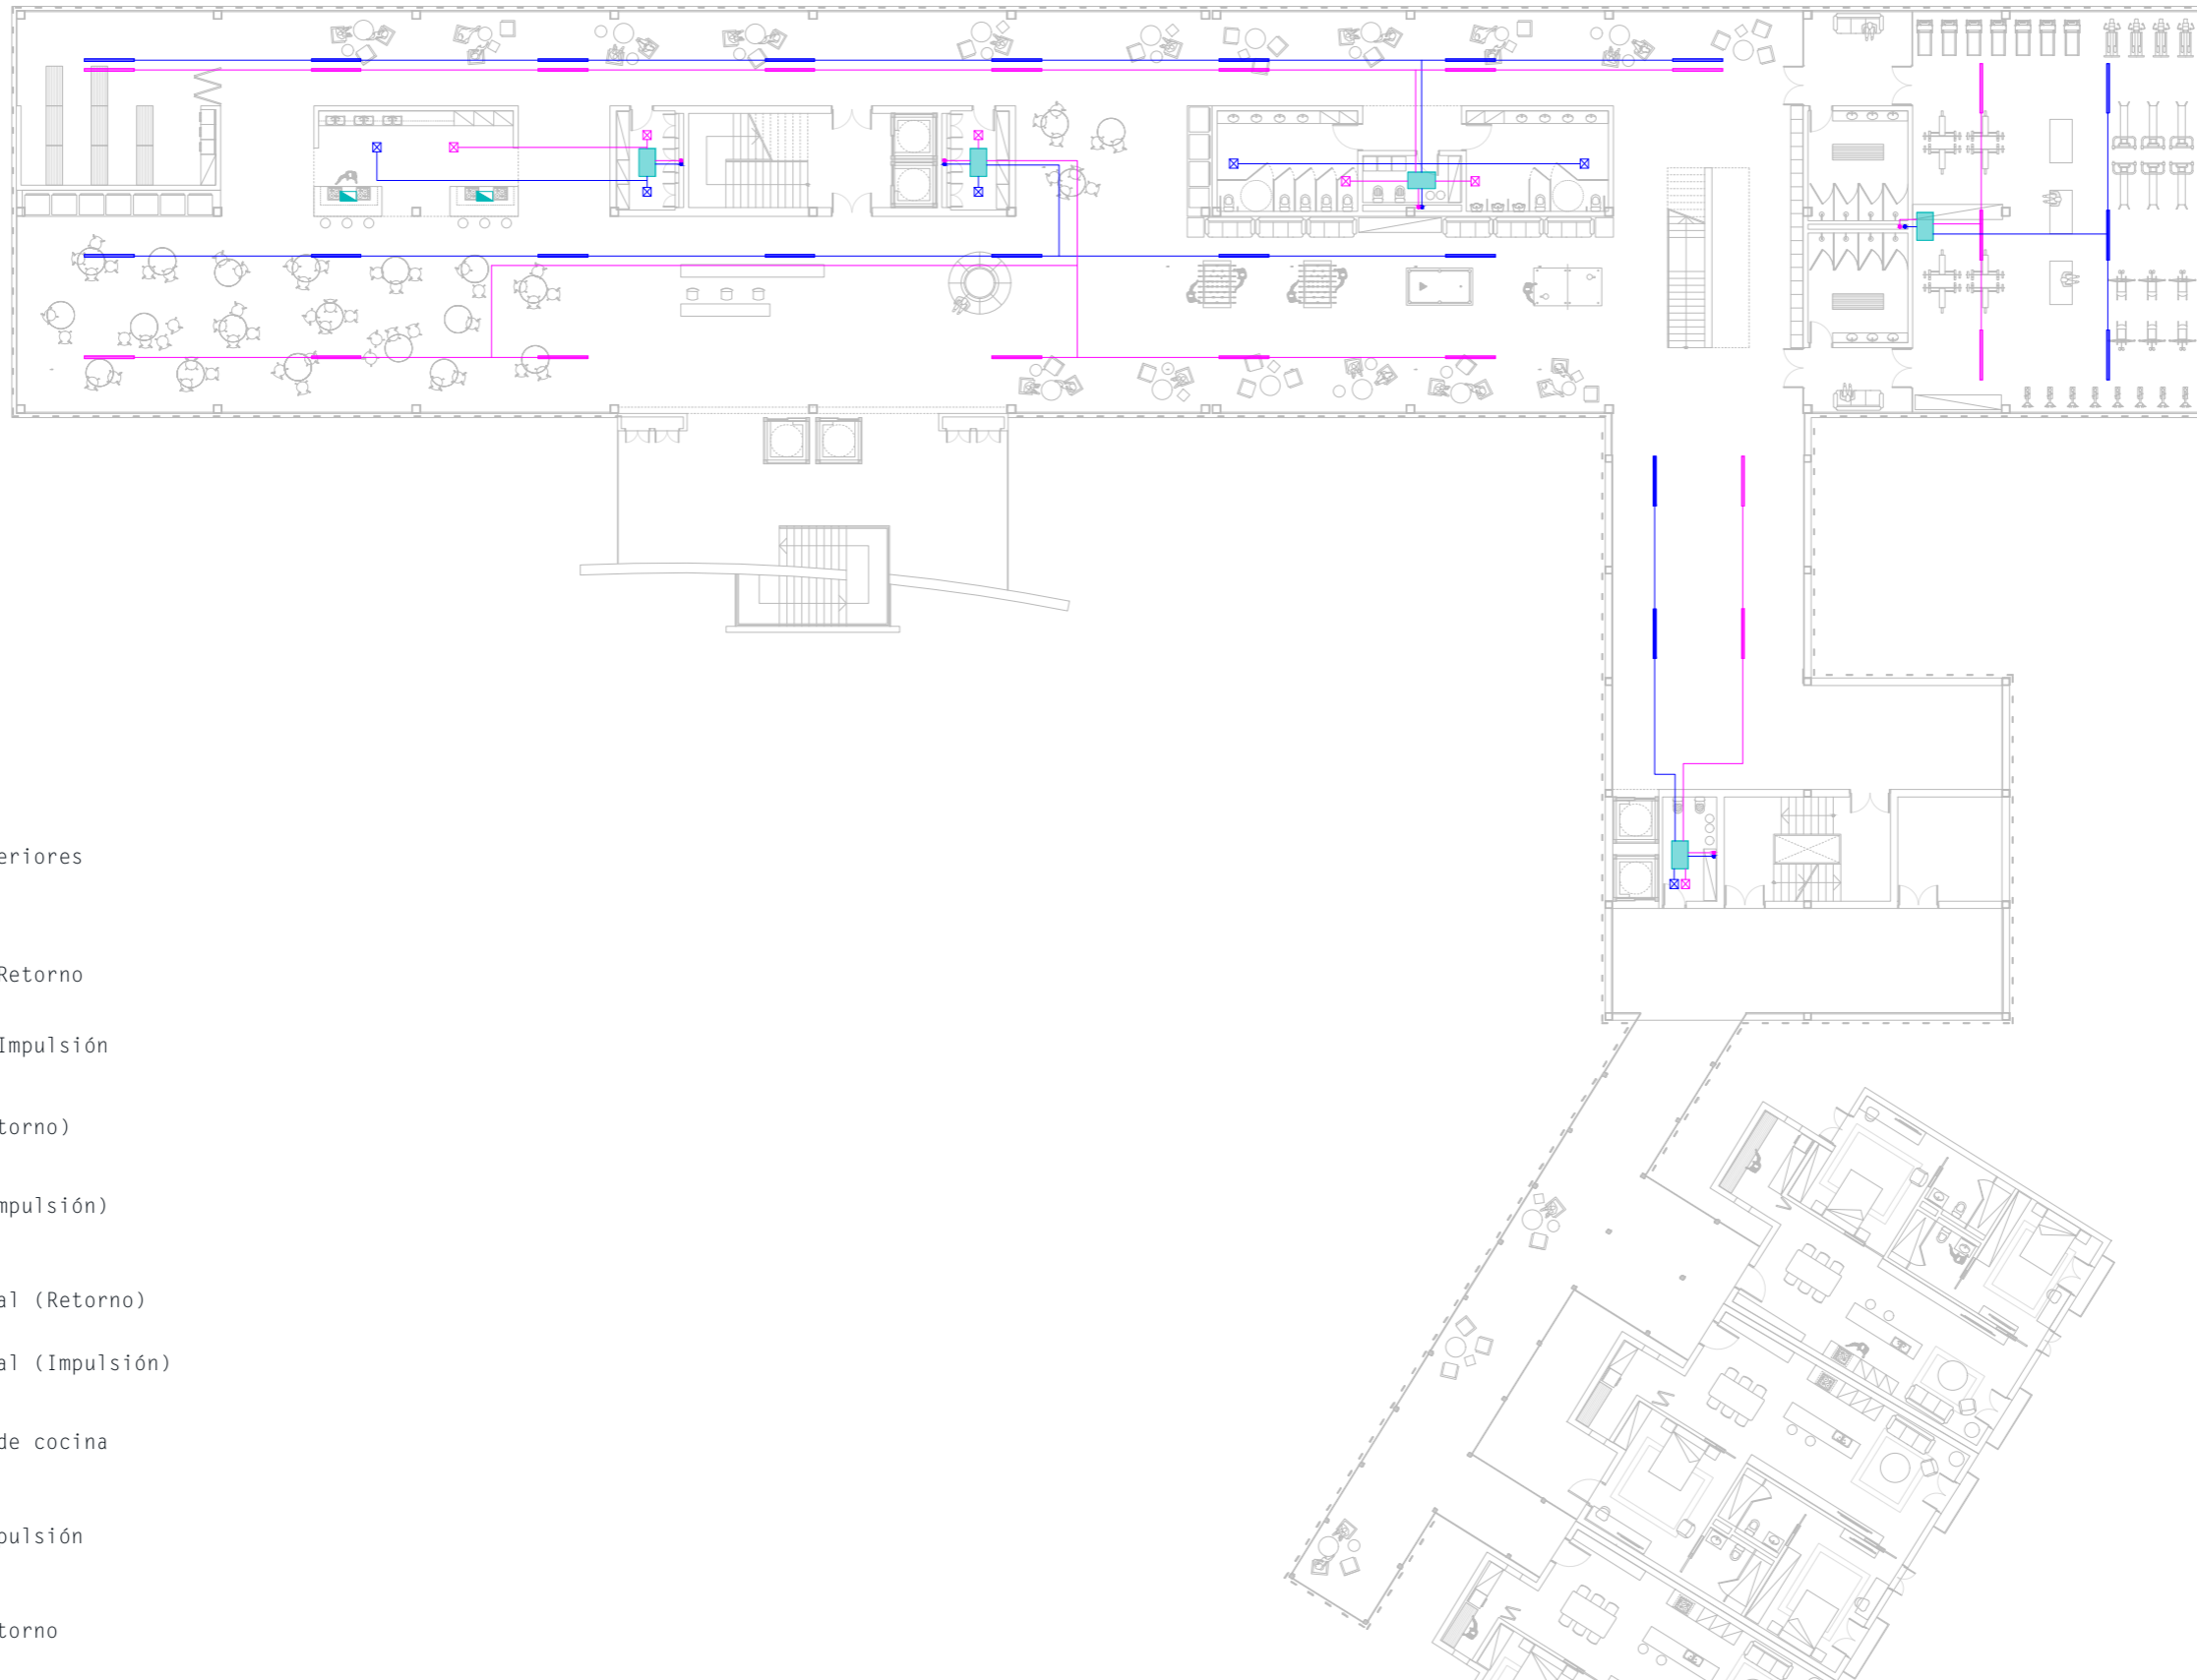 eriores
Retorno
Impulsión
torno)
mpulsión)
al (Retorno)
al (Impulsión)
de cocina
pulsión
torno